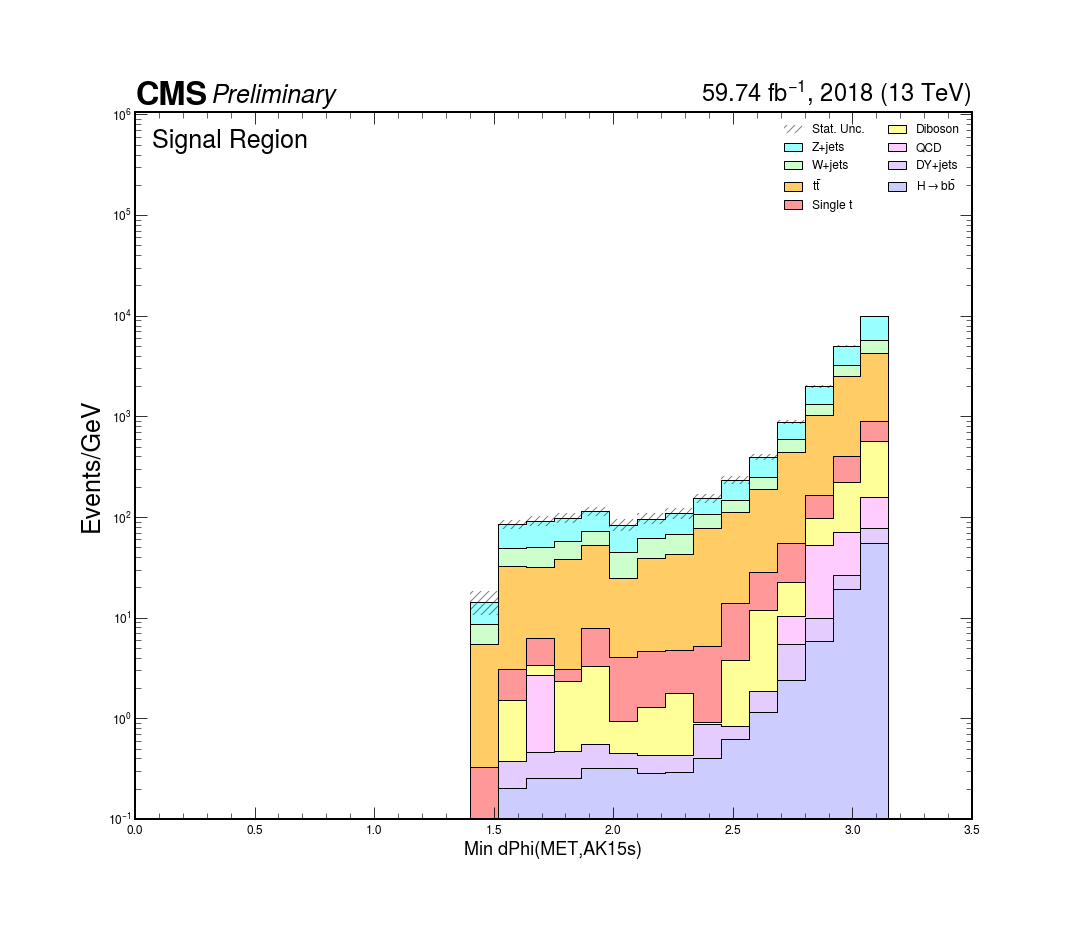 CMS Preliminary 59.74 fb⁻¹, 2018 (13 TeV)
Signal Region
Stat. Unc.
Z+jets
W+jets
tt̄
Single t
Diboson
QCD
DY+jets
H→bb̄
Events/GeV
10⁶
10⁵
10⁴
10³
10²
10¹
10⁰
10⁻¹
0.0 0.5 1.0 1.5 2.0 2.5 3.0 3.5
Min dPhi(MET,AK15s)